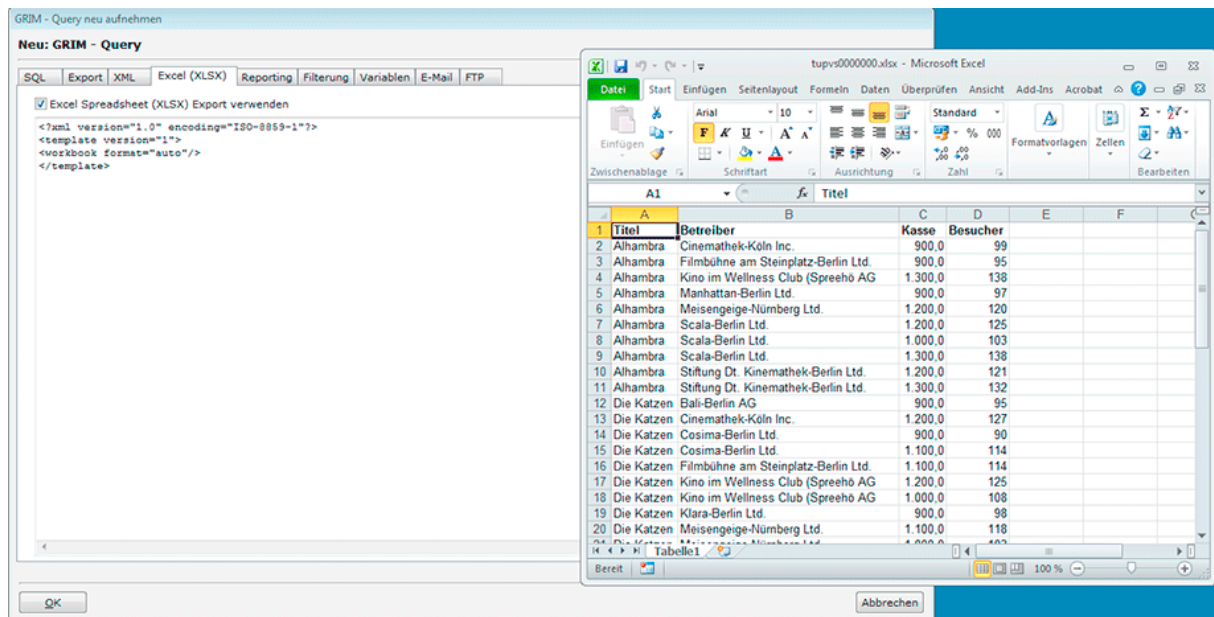 GRIM - Query neu aufnehmen
Neu: GRIM - Query
SQL Export XML Excel (XLSX) Reporting Filterung Variablen E-Mail FTP
Excel Spreadsheet (XLSX) Export verwenden
<?xml version="1.0" encoding="ISO-8859-1"?>
<template version="1">
<workbook format="auto"/>
</template>
OK
Abbrechen
tupvs0000000.xlsx - Microsoft Excel
Datei Start Einfügen Seitenlayout Formeln Daten Überprüfen Ansicht Add-Ins Acrobat
Arial 10 Standard
Einfügen F K U A A % 000 Formatvorlagen Zellen
Zwischenablage Schriftart Ausrichtung Zahl Bearbeiten
A1 fx Titel
A B C D E F
1 Titel Betreiber Kasse Besucher
2 Alhambra Cinemathek-Köln Inc. 900,0 99
3 Alhambra Filmbühne am Steinplatz-Berlin Ltd. 900,0 95
4 Alhambra Kino im Wellness Club (Spreehö AG 1.300,0 138
5 Alhambra Manhattan-Berlin Ltd. 900,0 97
6 Alhambra Meisengeige-Nürnberg Ltd. 1.200,0 120
7 Alhambra Scala-Berlin Ltd. 1.200,0 125
8 Alhambra Scala-Berlin Ltd. 1.000,0 103
9 Alhambra Scala-Berlin Ltd. 1.300,0 138
10 Alhambra Stiftung Dt. Kinemathek-Berlin Ltd. 1.200,0 121
11 Alhambra Stiftung Dt. Kinemathek-Berlin Ltd. 1.300,0 132
12 Die Katzen Bali-Berlin AG 900,0 95
13 Die Katzen Cinemathek-Köln Inc. 1.200,0 127
14 Die Katzen Cosima-Berlin Ltd. 900,0 90
15 Die Katzen Cosima-Berlin Ltd. 1.100,0 114
16 Die Katzen Filmbühne am Steinplatz-Berlin Ltd. 1.100,0 114
17 Die Katzen Kino im Wellness Club (Spreehö AG 1.200,0 125
18 Die Katzen Kino im Wellness Club (Spreehö AG 1.000,0 108
19 Die Katzen Klara-Berlin Ltd. 900,0 98
20 Die Katzen Meisengeige-Nürnberg Ltd. 1.100,0 118
Tabelle1
Bereit 100 %